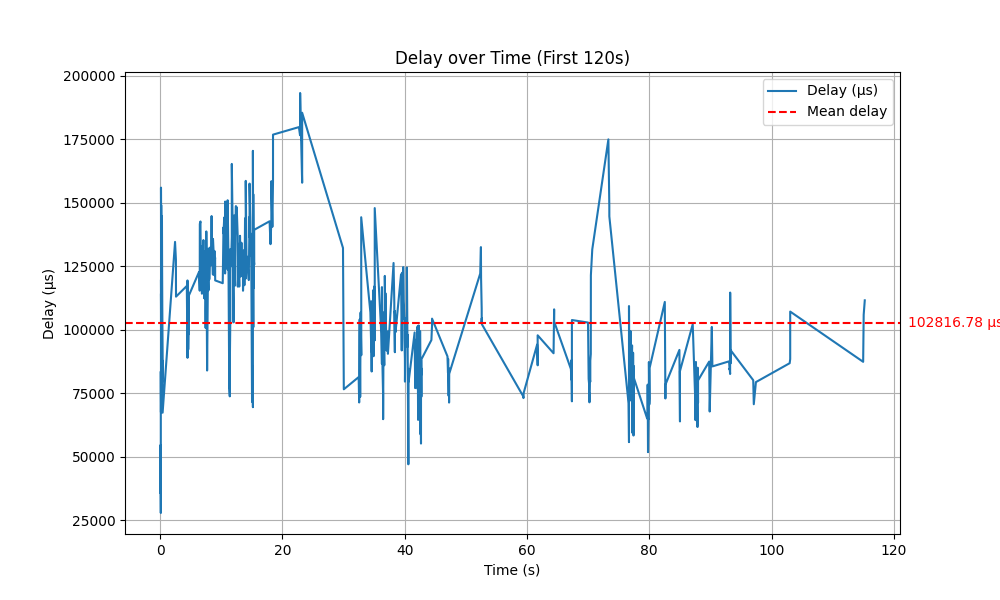 Delay over Time (First 120s)
200000
175000
150000
125000
100000
75000
50000
25000
Delay (μs)
Delay (μs)
Mean delay
102816.78 μs
0 20 40 60 80 100 120
Time (s)